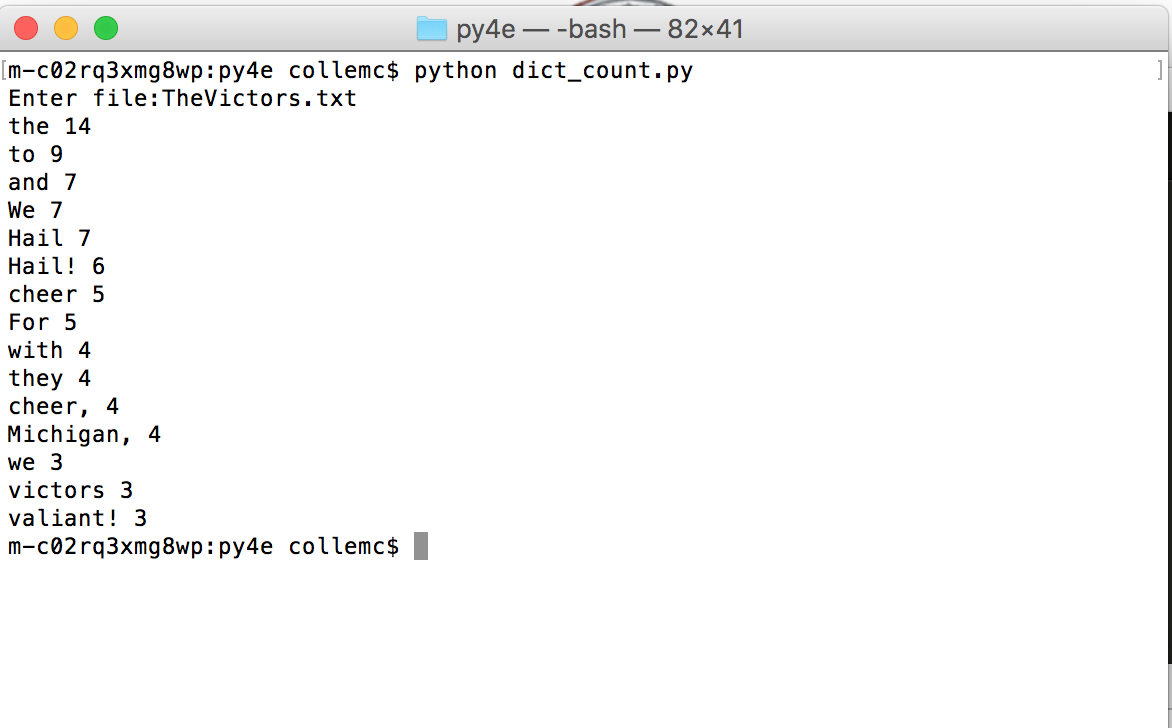 py4e — -bash — 82×41
[m-c02rq3xmg8wp:py4e collemc$ python dict_count.py ]
Enter file:TheVictors.txt
the 14
to 9
and 7
We 7
Hail 7
Hail! 6
cheer 5
For 5
with 4
they 4
cheer, 4
Michigan, 4
we 3
victors 3
valiant! 3
m-c02rq3xmg8wp:py4e collemc$